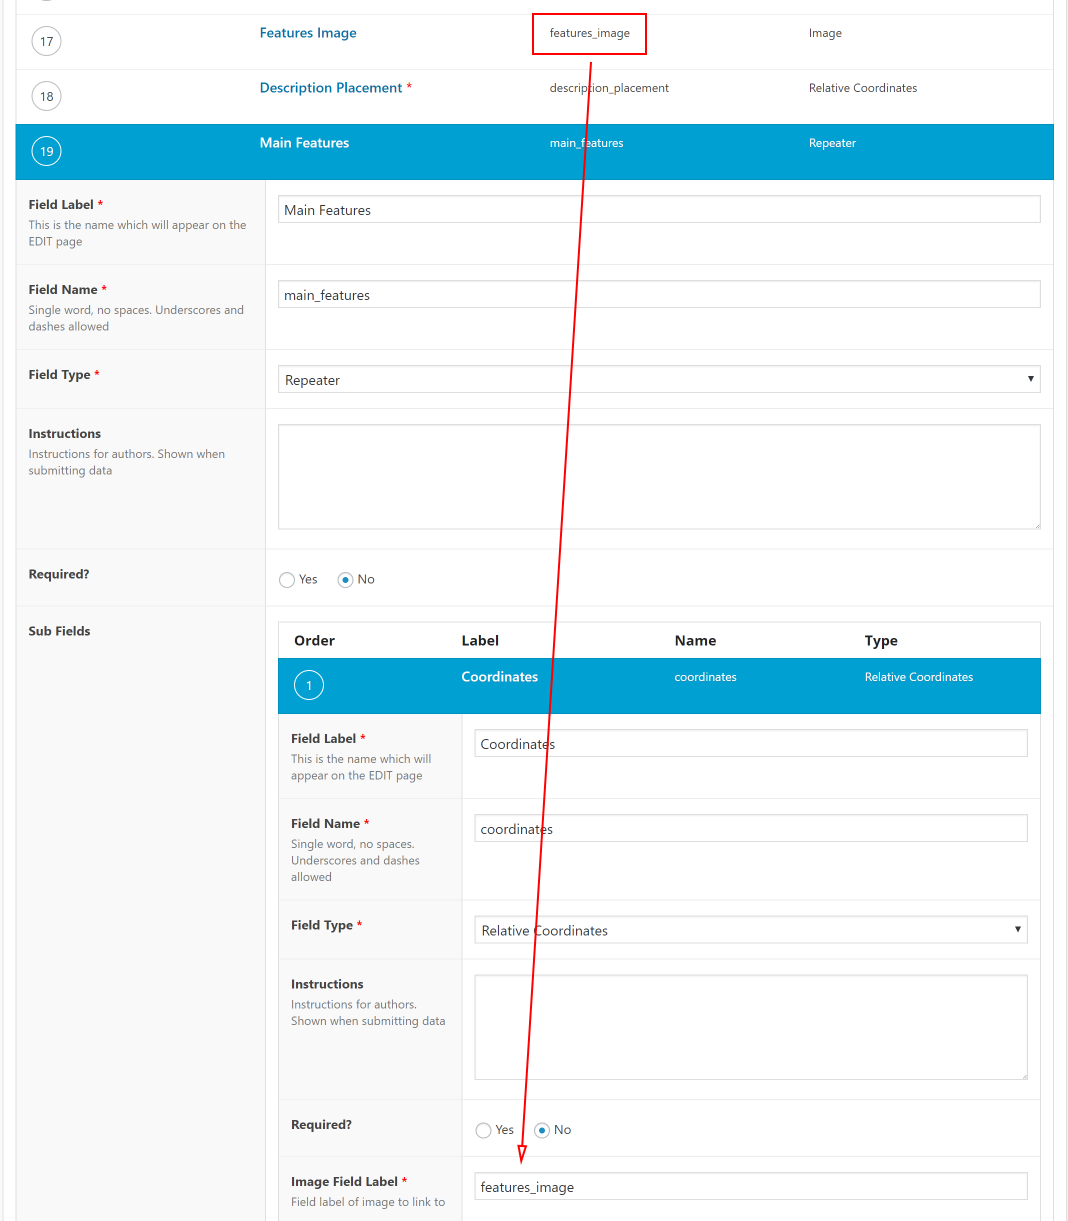 17 Features Image features_image Image
18 Description Placement * description_placement Relative Coordinates
19 Main Features main_features Repeater
Field Label * Main Features
This is the name which will appear on the
EDIT page
Field Name * main_features
Single word, no spaces. Underscores and
dashes allowed
Field Type * Repeater
Instructions
Instructions for authors. Shown when
submitting data
Required? Yes No
Sub Fields
Order Label Name Type
1 Coordinates coordinates Relative Coordinates
Field Label * Coordinates
This is the name which will
appear on the EDIT page
Field Name * coordinates
Single word, no spaces.
Underscores and dashes
allowed
Field Type * Relative Coordinates
Instructions
Instructions for authors.
Shown when submitting data
Required? Yes No
Image Field Label * features_image
Field label of image to link to